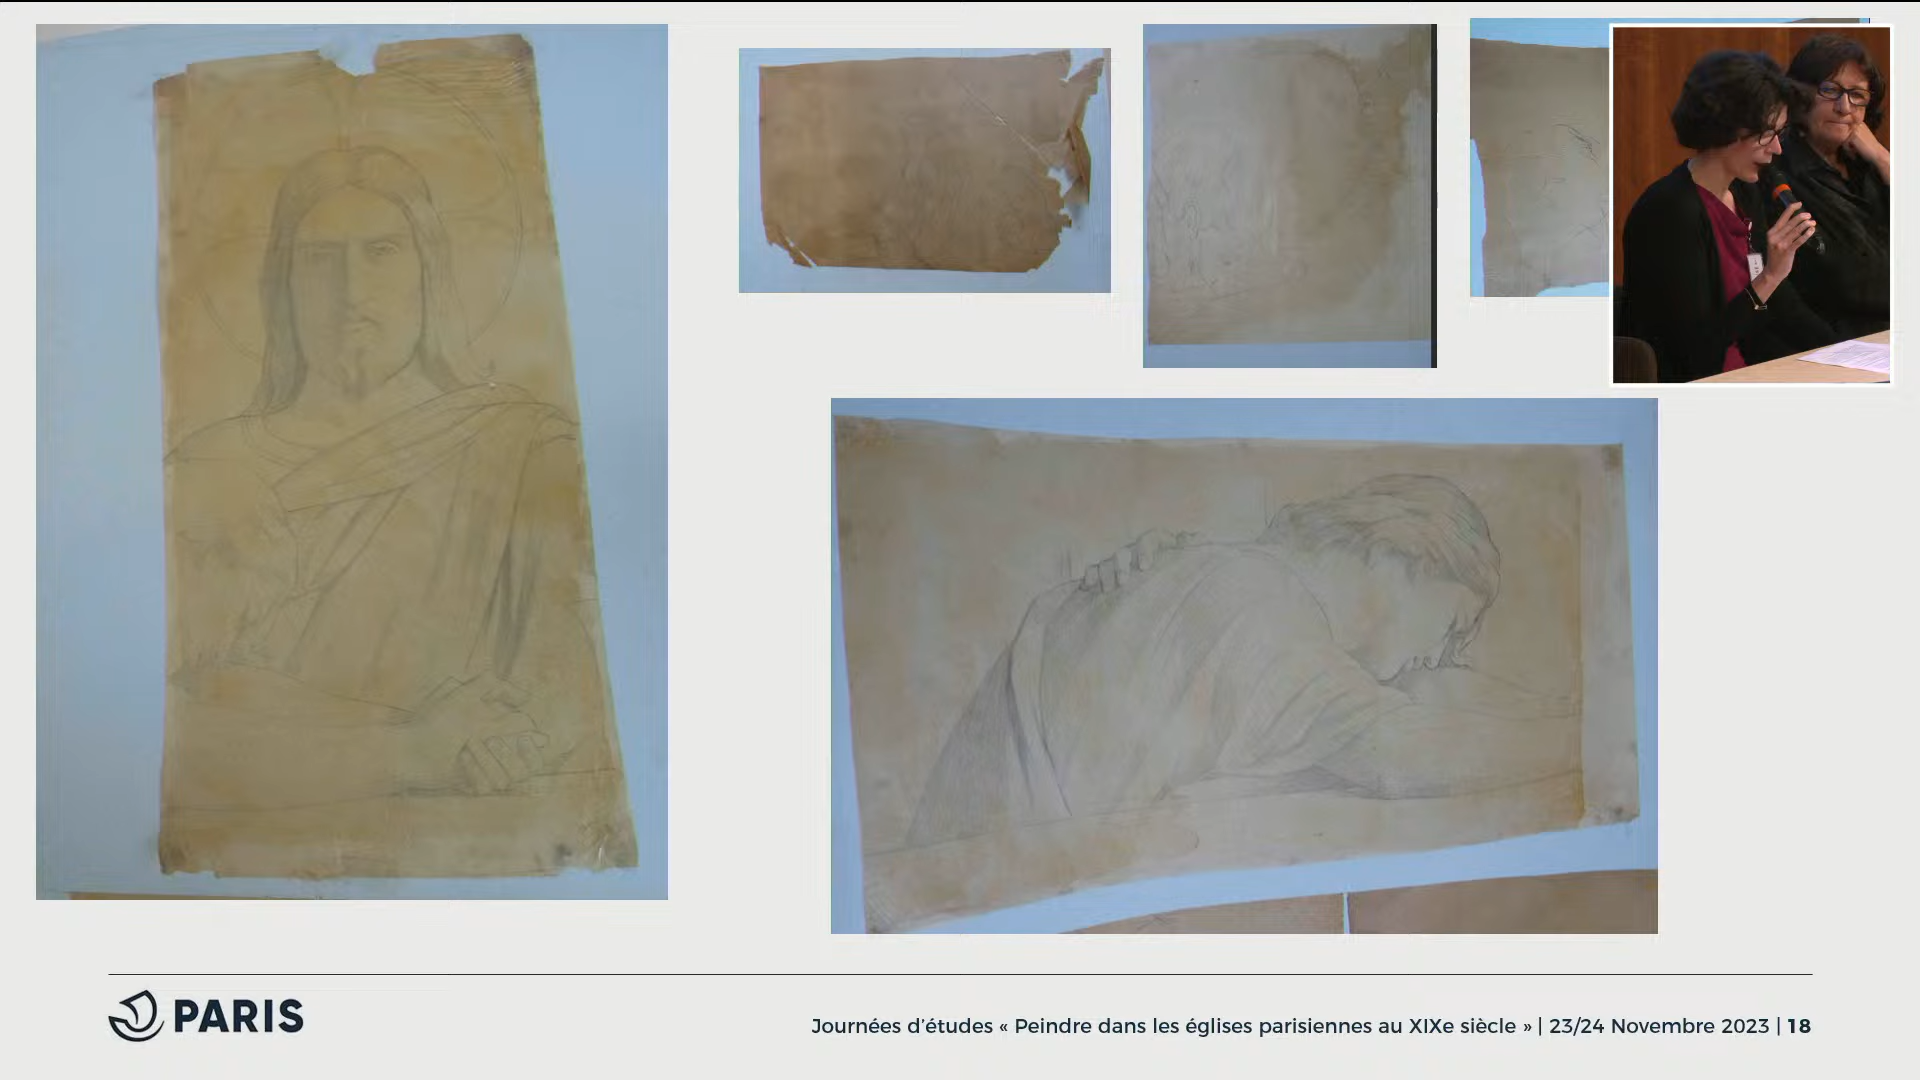 PARIS
Journées d'études « Peindre dans les églises parisiennes au XIXe siècle » | 23/24 Novembre 2023 | 18